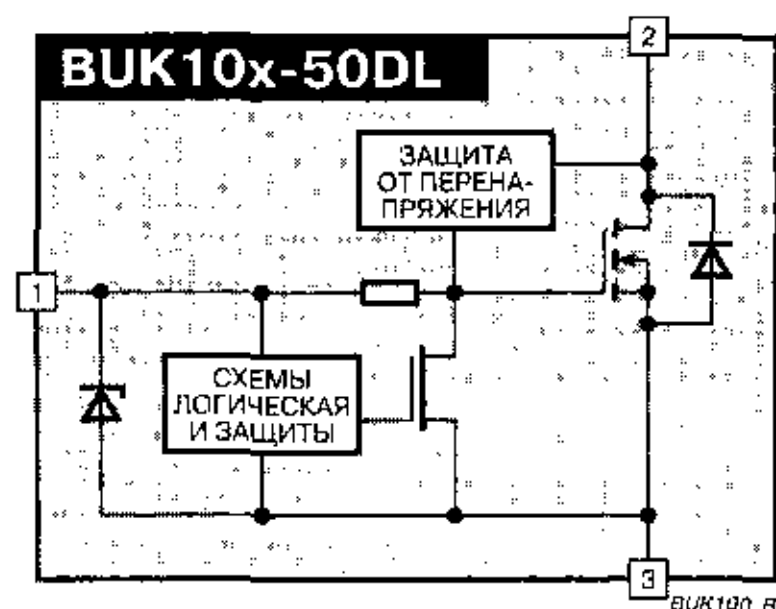 BUK10x-50DL
2
ЗАЩИТА
ОТ ПЕРЕНА-
ПРЯЖЕНИЯ
1
СХЕМЫ
ЛОГИЧЕСКАЯ
И ЗАЩИТЫ
3